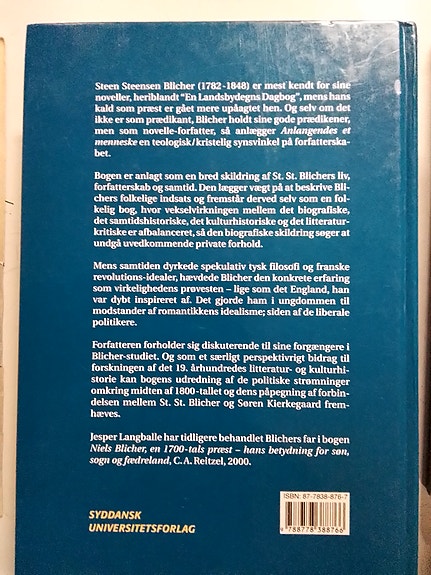 Steen Steensen Blicher (1782 -1848) er mest kendt for sine
noveller, heriblandt "En Landsbydegns Dagbog", mens hans
kald som præst er gået mere upåagtet hen. Og selv om det
ikke er som prædikant, Blicher holdt sine gode prædikener,
men som novelle-forfatter, så anlægger Anlangendes et
menneske en teologisk/kristelig synsvinkel på forfatterska-
bet.
Bogen er anlagt som en bred skildring af St. St. Blichers liv,
forfatterskab og samtid. Den lægger vægt på at beskrive Bli-
chers folkelige indsats og fremstår derved selv som en fol-
kelig bog, hvor vekselvirkningen mellem det biografiske,
det samtidshistoriske, det kulturhistoriske og det litteratur-
kritiske er afbalanceret, så den biografiske skildring søger at
undgå uvedkommende private forhold.
Mens samtiden dyrkede spekulativ tysk filosofi og franske
revolutions-idealer, hævdede Blicher den konkrete erfaring
som virkelighedens prøvesten – lige som det England, han
var dybt inspireret af. Det gjorde ham i ungdommen til
modstander af romantikkens idealisme; siden af de liberale
politikere.
Forfatteren forholder sig diskuterende til sine forgængere i
Blicher-studiet. Og som et særligt perspektivrigt bidrag til
forskningen af det 19. århundredes litteratur- og kulturhi-
storie kan bogens udredning af de politiske strømninger
omkring midten af 1800-tallet og dens påpegning af forbin-
delsen mellem St. St. Blicher og Søren Kierkegaard frem-
hæves.
Jesper Langballe har tidligere behandlet Blichers far i bogen
Niels Blicher, en 1700-tals præst – hans betydning for søn,
sogn og fædreland, C. A. Reitzel, 2000.
ISBN: 87-7838-876-7
9 788778 388766
SYDDANSK
UNIVERSITETSFORLAG